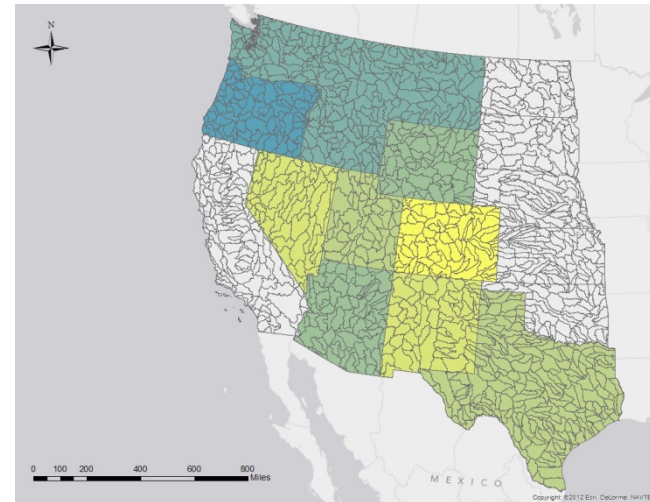 N
0 100 200 400 600 800
Miles
MEXICO
Copyright:©2012 Esri, DeLorme, NAVTE